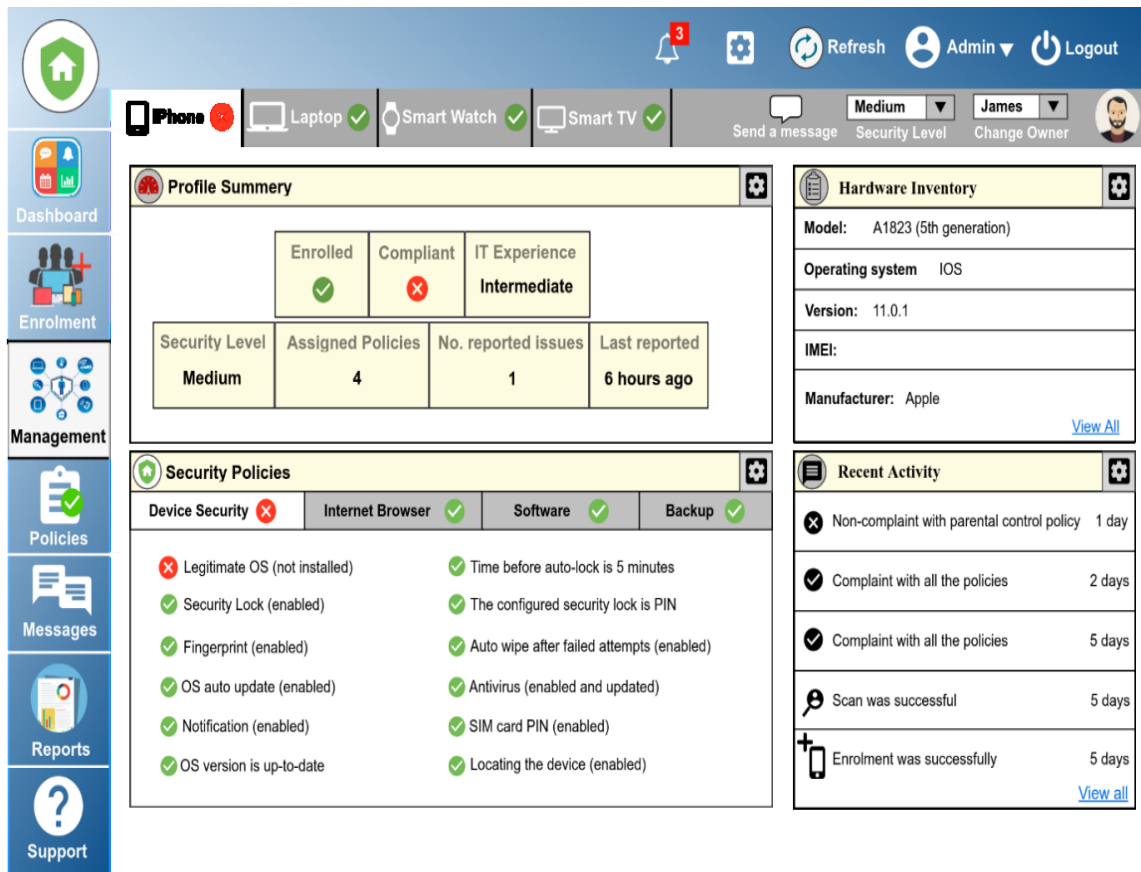 3
Refresh
Admin
Logout
IPhone
Laptop
Smart Watch
Smart TV
Send a message
Medium
Security Level
James
Change Owner
Dashboard
Enrolment
Management
Policies
Messages
Reports
Support
Profile Summery
Enrolled
Compliant
IT Experience
Intermediate
Security Level
Medium
Assigned Policies
4
No. reported issues
1
Last reported
6 hours ago
Hardware Inventory
Model: A1823 (5th generation)
Operating system IOS
Version: 11.0.1
IMEI:
Manufacturer: Apple
View All
Security Policies
Device Security
Internet Browser
Software
Backup
Legitimate OS (not installed)
Security Lock (enabled)
Fingerprint (enabled)
OS auto update (enabled)
Notification (enabled)
OS version is up-to-date
Time before auto-lock is 5 minutes
The configured security lock is PIN
Auto wipe after failed attempts (enabled)
Antivirus (enabled and updated)
SIM card PIN (enabled)
Locating the device (enabled)
Recent Activity
Non-complaint with parental control policy 1 day
Complaint with all the policies 2 days
Complaint with all the policies 5 days
Scan was successful 5 days
Enrolment was successfully 5 days
View all